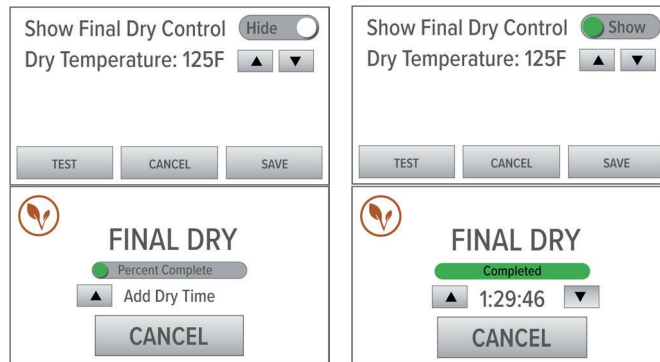 Show Final Dry Control Hide
Dry Temperature: 125F
TEST CANCEL SAVE
FINAL DRY
Percent Complete
Add Dry Time
CANCEL
Show Final Dry Control Show
Dry Temperature: 125F
TEST CANCEL SAVE
FINAL DRY
Completed
1:29:46
CANCEL